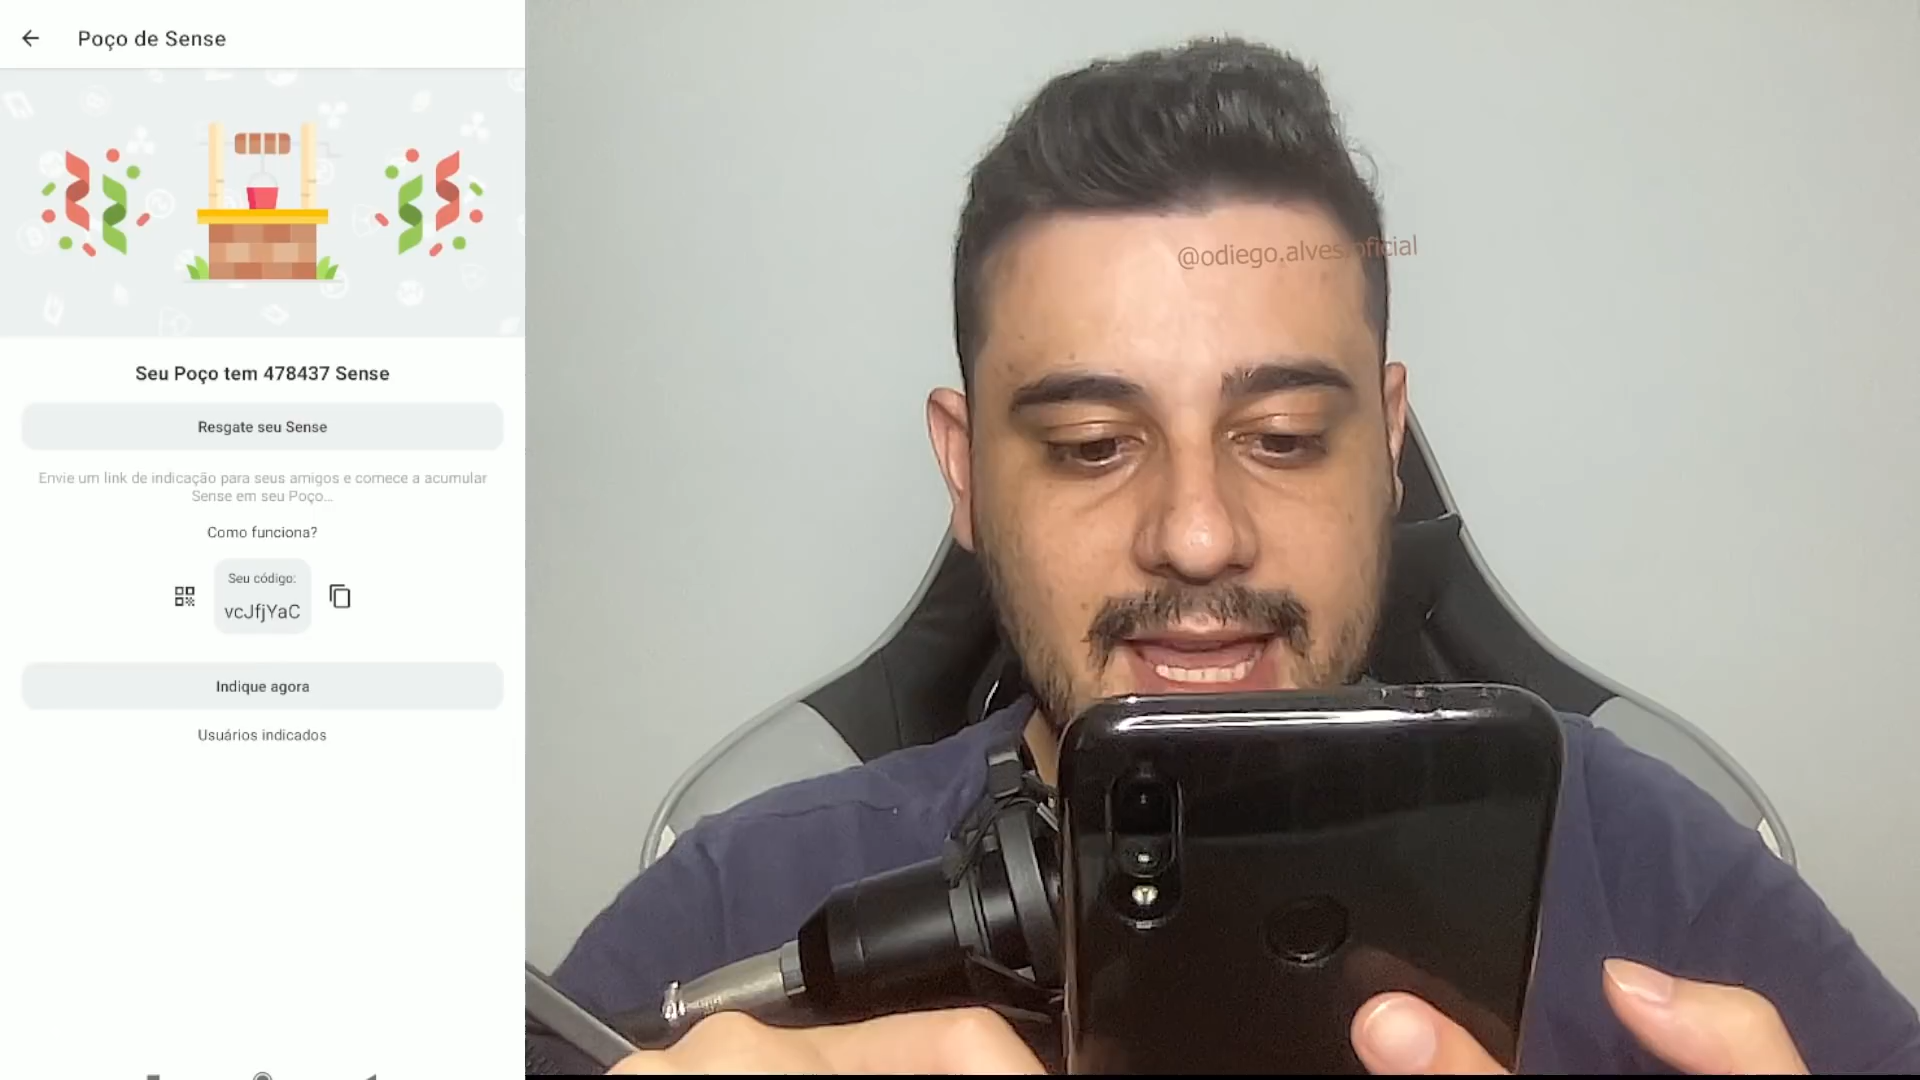 Poço de Sense
Seu Poço tem 478437 Sense
Resgate seu Sense
Envie um link de indicação para seus amigos e comece a acumular
Sense em seu Poço...
Como funciona?
Seu código:
vcJfjYaC
Indique agora
Usuários indicados
@odiego.alves.oficial